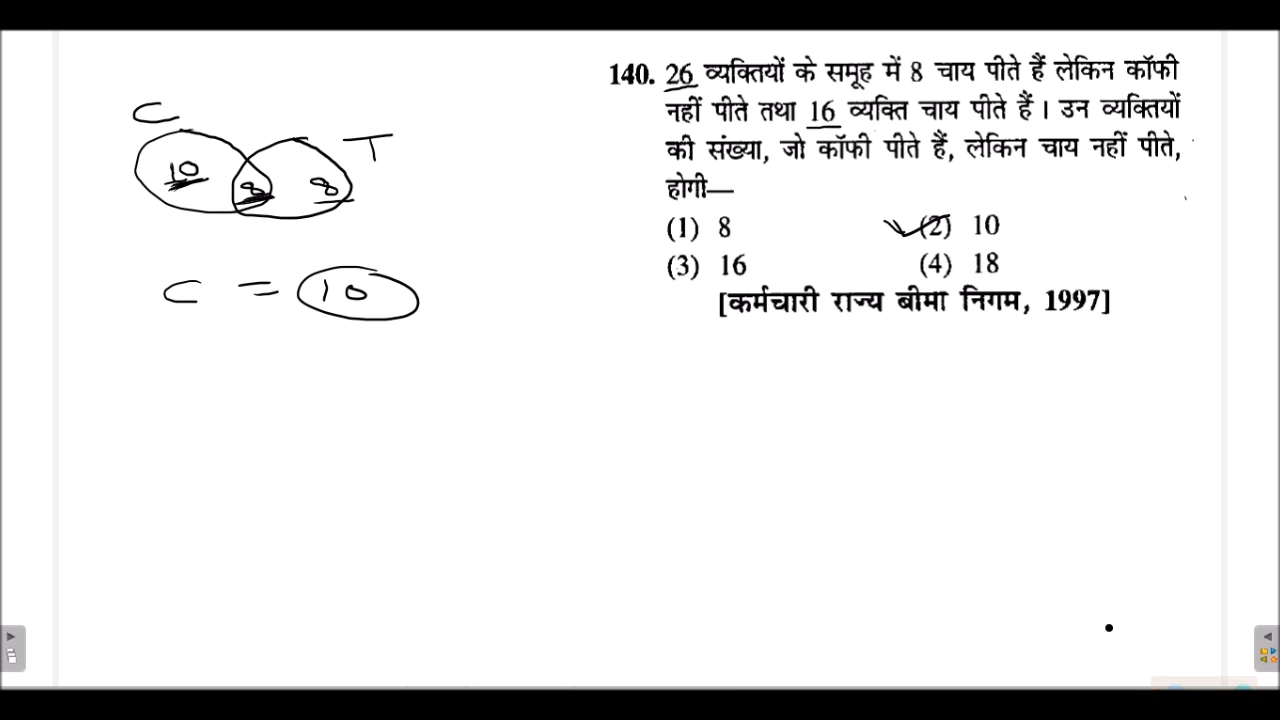 140. 26 व्यक्तियों के समूह में 8 चाय पीते हैं लेकिन कॉफी
नहीं पीते तथा 16 व्यक्ति चाय पीते हैं। उन व्यक्तियों
की संख्या, जो कॉफी पीते हैं, लेकिन चाय नहीं पीते,
होगी—
(1) 8 (2) 10
(3) 16 (4) 18
[कर्मचारी राज्य बीमा निगम, 1997]
C
T
10 8 8
C = 10